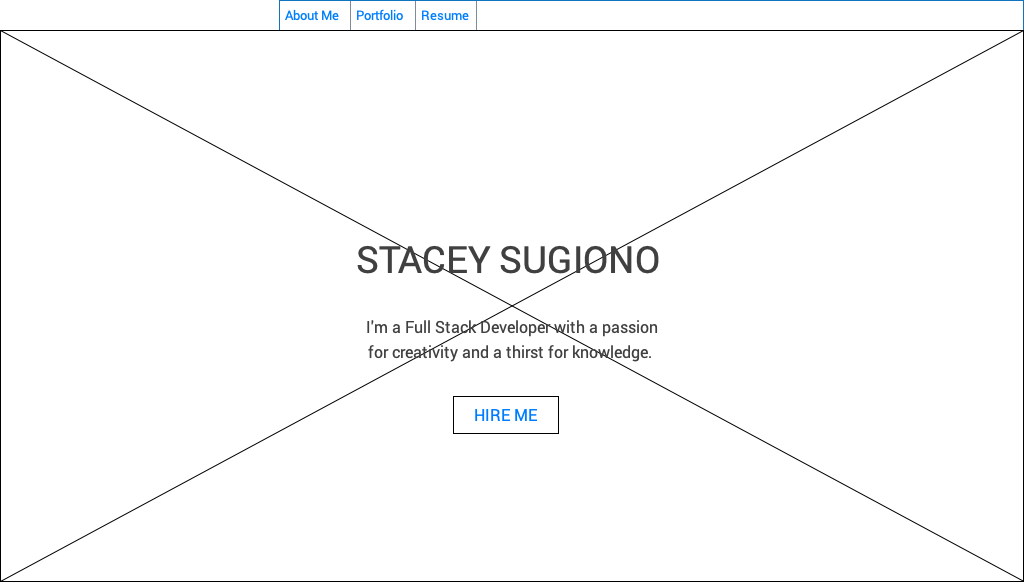 About Me Portfolio Resume
STACEY SUGIONO
I'm a Full Stack Developer with a passion
for creativity and a thirst for knowledge.
HIRE ME